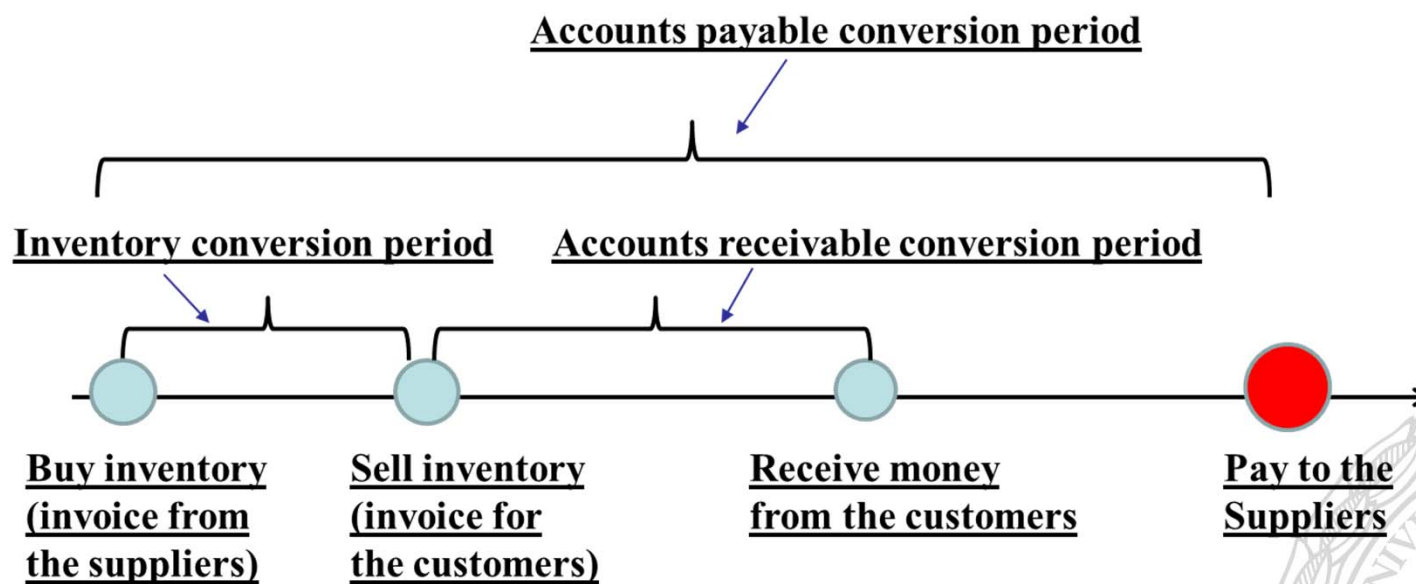 Accounts payable conversion period
Inventory conversion period
Accounts receivable conversion period
Buy inventory
(invoice from
the suppliers)
Sell inventory
(invoice for
the customers)
Receive money
from the customers
Pay to the
Suppliers